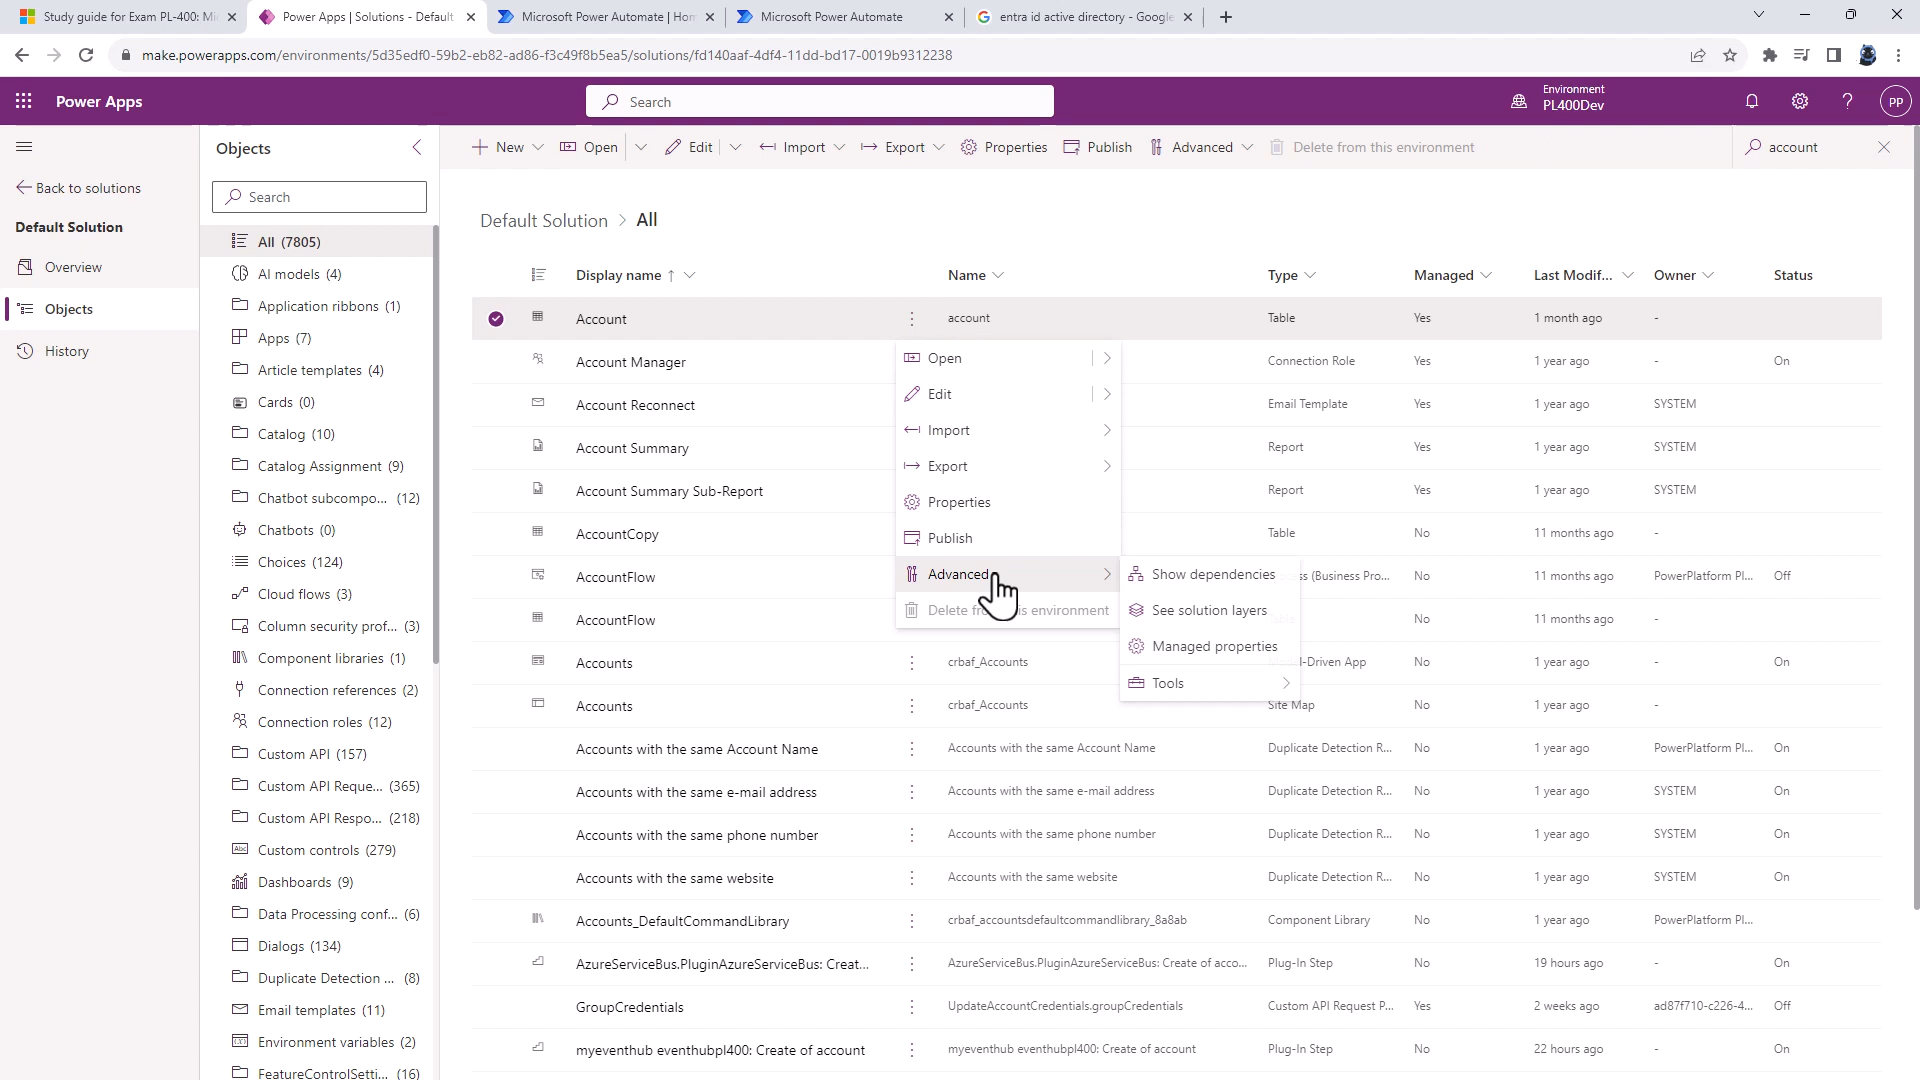 Study guide for Exam PL-400: Mi
Power Apps | Solutions - Default
Microsoft Power Automate | Hom
Microsoft Power Automate
entra id active directory - Google
make.powerapps.com/environments/5d35edf0-59b2-eb82-ad86-f3c49f8b5ea5/solutions/fd140aaf-4df4-11dd-bd17-0019b9312238
Power Apps
Search
Environment
PL400Dev
PP
Objects
New
Open
Edit
Import
Export
Properties
Publish
Advanced
Delete from this environment
account
Back to solutions
Default Solution
Overview
Objects
History
Search
All (7805)
AI models (4)
Application ribbons (1)
Apps (7)
Article templates (4)
Cards (0)
Catalog (10)
Catalog Assignment (9)
Chatbot subcompo... (12)
Chatbots (0)
Choices (124)
Cloud flows (3)
Column security prof... (3)
Component libraries (1)
Connection references (2)
Connection roles (12)
Custom API (157)
Custom API Reque... (365)
Custom API Respo... (218)
Custom controls (279)
Dashboards (9)
Data Processing conf... (6)
Dialogs (134)
Duplicate Detection ... (8)
Email templates (11)
Environment variables (2)
FeatureControlSetti... (16)
Default Solution > All
Display name ↑ Name Type Managed Last Modif... Owner Status
Account account Table Yes 1 month ago -
Account Manager Connection Role Yes 1 year ago - On
Account Reconnect Email Template Yes 1 year ago SYSTEM
Account Summary Report Yes 1 year ago SYSTEM
Account Summary Sub-Report Report Yes 1 year ago SYSTEM
AccountCopy Table No 11 months ago -
AccountFlow ss (Business Pro... No 11 months ago PowerPlatform Pl... Off
AccountFlow No 11 months ago -
Accounts crbaf_Accounts l-Driven App No 1 year ago - On
Accounts crbaf_Accounts Site Map No 1 year ago -
Accounts with the same Account Name Accounts with the same Account Name Duplicate Detection R... No 1 year ago PowerPlatform Pl... On
Accounts with the same e-mail address Accounts with the same e-mail address Duplicate Detection R... No 1 year ago SYSTEM On
Accounts with the same phone number Accounts with the same phone number Duplicate Detection R... No 1 year ago SYSTEM On
Accounts with the same website Accounts with the same website Duplicate Detection R... No 1 year ago SYSTEM On
Accounts_DefaultCommandLibrary crbaf_accountsdefaultcommandlibrary_8a8ab Component Library No 1 year ago PowerPlatform Pl...
AzureServiceBus.PluginAzureServiceBus: Creat... AzureServiceBus.PluginAzureServiceBus: Create of acco... Plug-In Step No 19 hours ago - On
GroupCredentials UpdateAccountCredentials.groupCredentials Custom API Request P... Yes 2 weeks ago ad87f710-c226-4... Off
myeventhub eventhubpl400: Create of account myeventhub eventhubpl400: Create of account Plug-In Step No 22 hours ago - On
Open
Edit
Import
Export
Properties
Publish
Advanced
Delete from this environment
Show dependencies
See solution layers
Managed properties
Tools